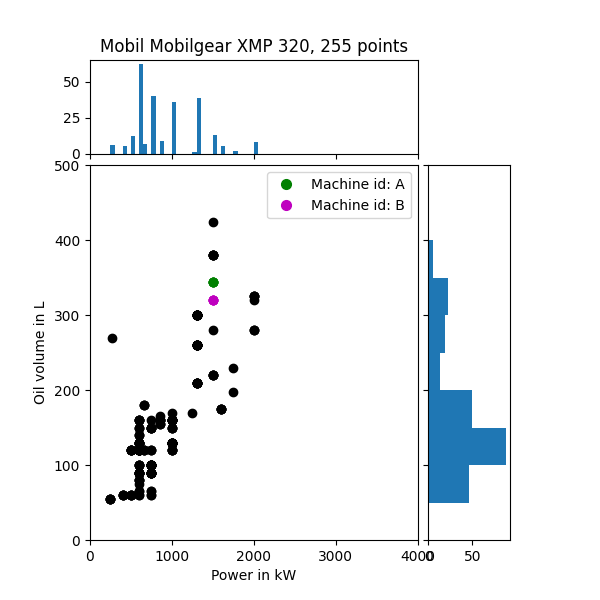 Mobil Mobilgear XMP 320, 255 points
50
25
0
500
400
300
200
100
0
Oil volume in L
Machine id: A
Machine id: B
0 1000 2000 3000 4000
0 50
Power in kW